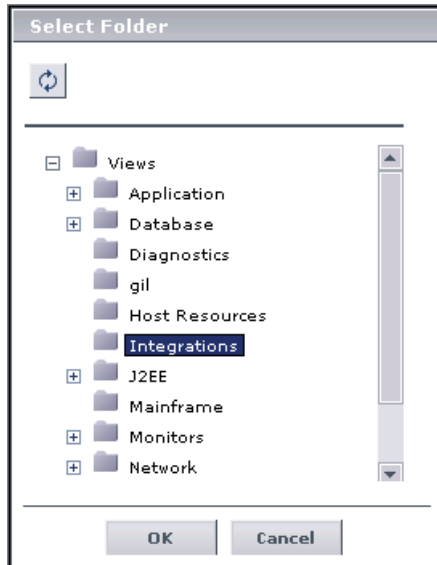 Select Folder
Views
Application
Database
Diagnostics
gil
Host Resources
Integrations
J2EE
Mainframe
Monitors
Network
OK Cancel